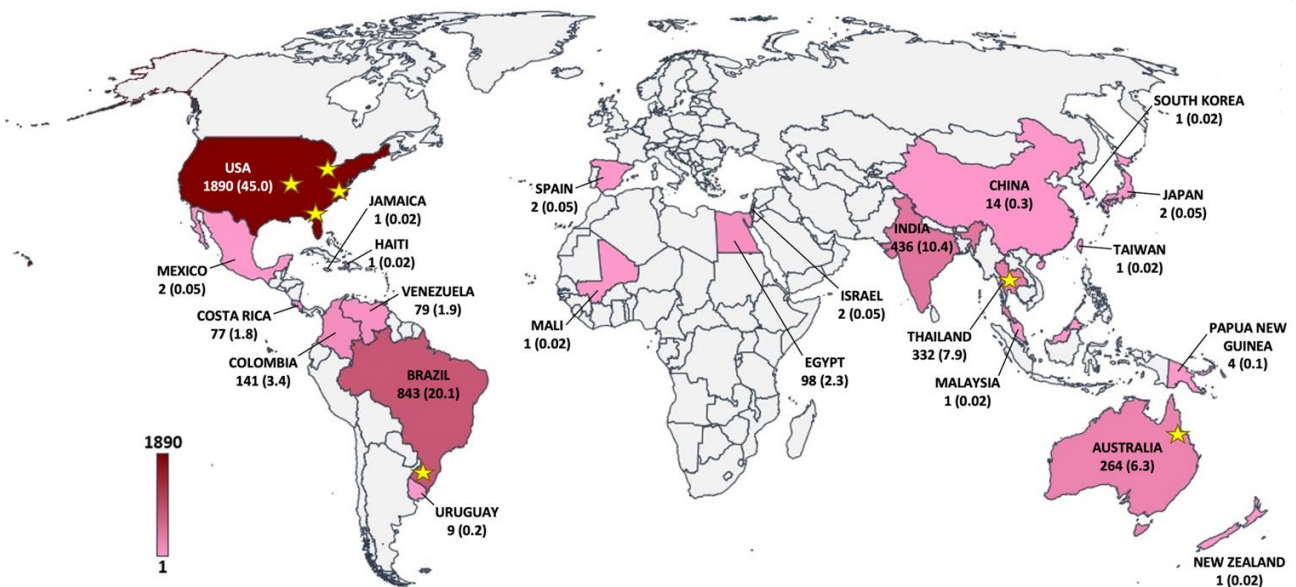 USA
1890 (45.0)
JAMAICA
1 (0.02)
HAITI
1 (0.02)
MEXICO
2 (0.05)
COSTA RICA
77 (1.8)
VENEZUELA
79 (1.9)
COLOMBIA
141 (3.4)
BRAZIL
843 (20.1)
URUGUAY
9 (0.2)
1890
1
SPAIN
2 (0.05)
MALI
1 (0.02)
EGYPT
98 (2.3)
ISRAEL
2 (0.05)
INDIA
436 (10.4)
CHINA
14 (0.3)
SOUTH KOREA
1 (0.02)
JAPAN
2 (0.05)
TAIWAN
1 (0.02)
THAILAND
332 (7.9)
MALAYSIA
1 (0.02)
PAPUA NEW
GUINEA
4 (0.1)
AUSTRALIA
264 (6.3)
NEW ZEALAND
1 (0.02)